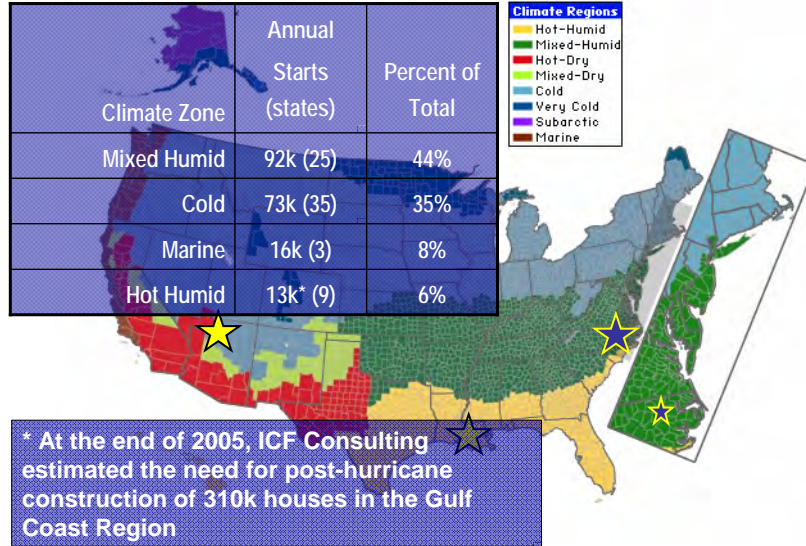 Climate Zone
Annual
Starts
(states)
Percent of
Total
Mixed Humid 92k (25) 44%
Cold 73k (35) 35%
Marine 16k (3) 8%
Hot Humid 13k* (9) 6%
Climate Regions
Hot-Humid
Mixed-Humid
Hot-Dry
Mixed-Dry
Cold
Very Cold
Subarctic
Marine
* At the end of 2005, ICF Consulting
estimated the need for post-hurricane
construction of 310k houses in the Gulf
Coast Region